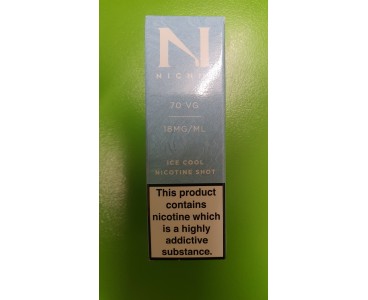 N
70 VG
18MG/ML
ICE COOL
NICOTINE SHOT
This product
contains
nicotine which
is a highly
addictive
substance.